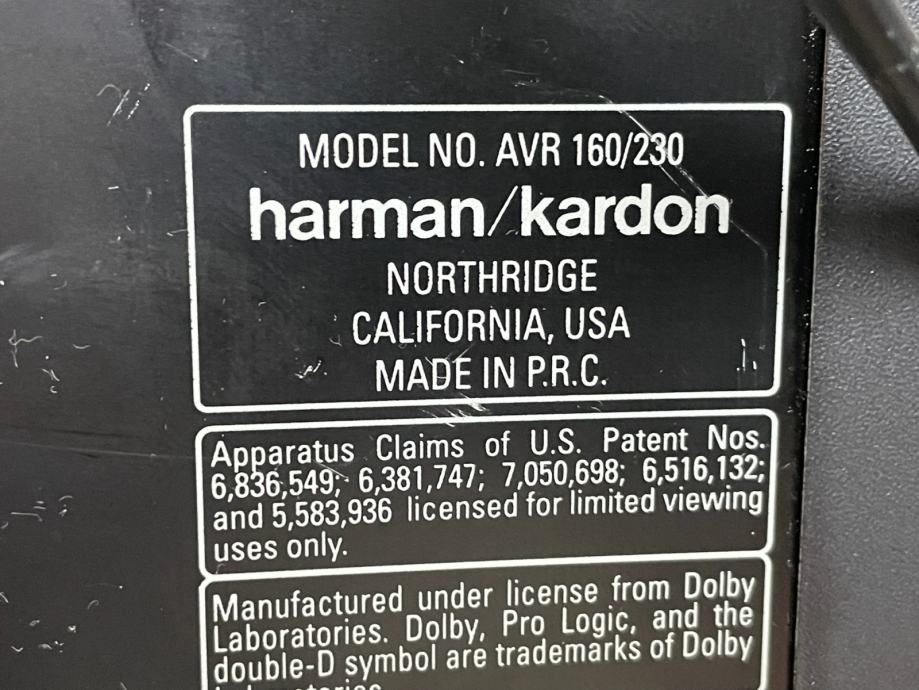 MODEL NO. AVR 160/230
harman/kardon
NORTHRIDGE
CALIFORNIA, USA
MADE IN P.R.C.
Apparatus Claims of U.S. Patent Nos.
6,836,549; 6,381,747; 7,050,698; 6,516,132;
and 5,583,936 licensed for limited viewing
uses only.
Manufactured under license from Dolby
Laboratories. Dolby, Pro Logic, and the
double-D symbol are trademarks of Dolby